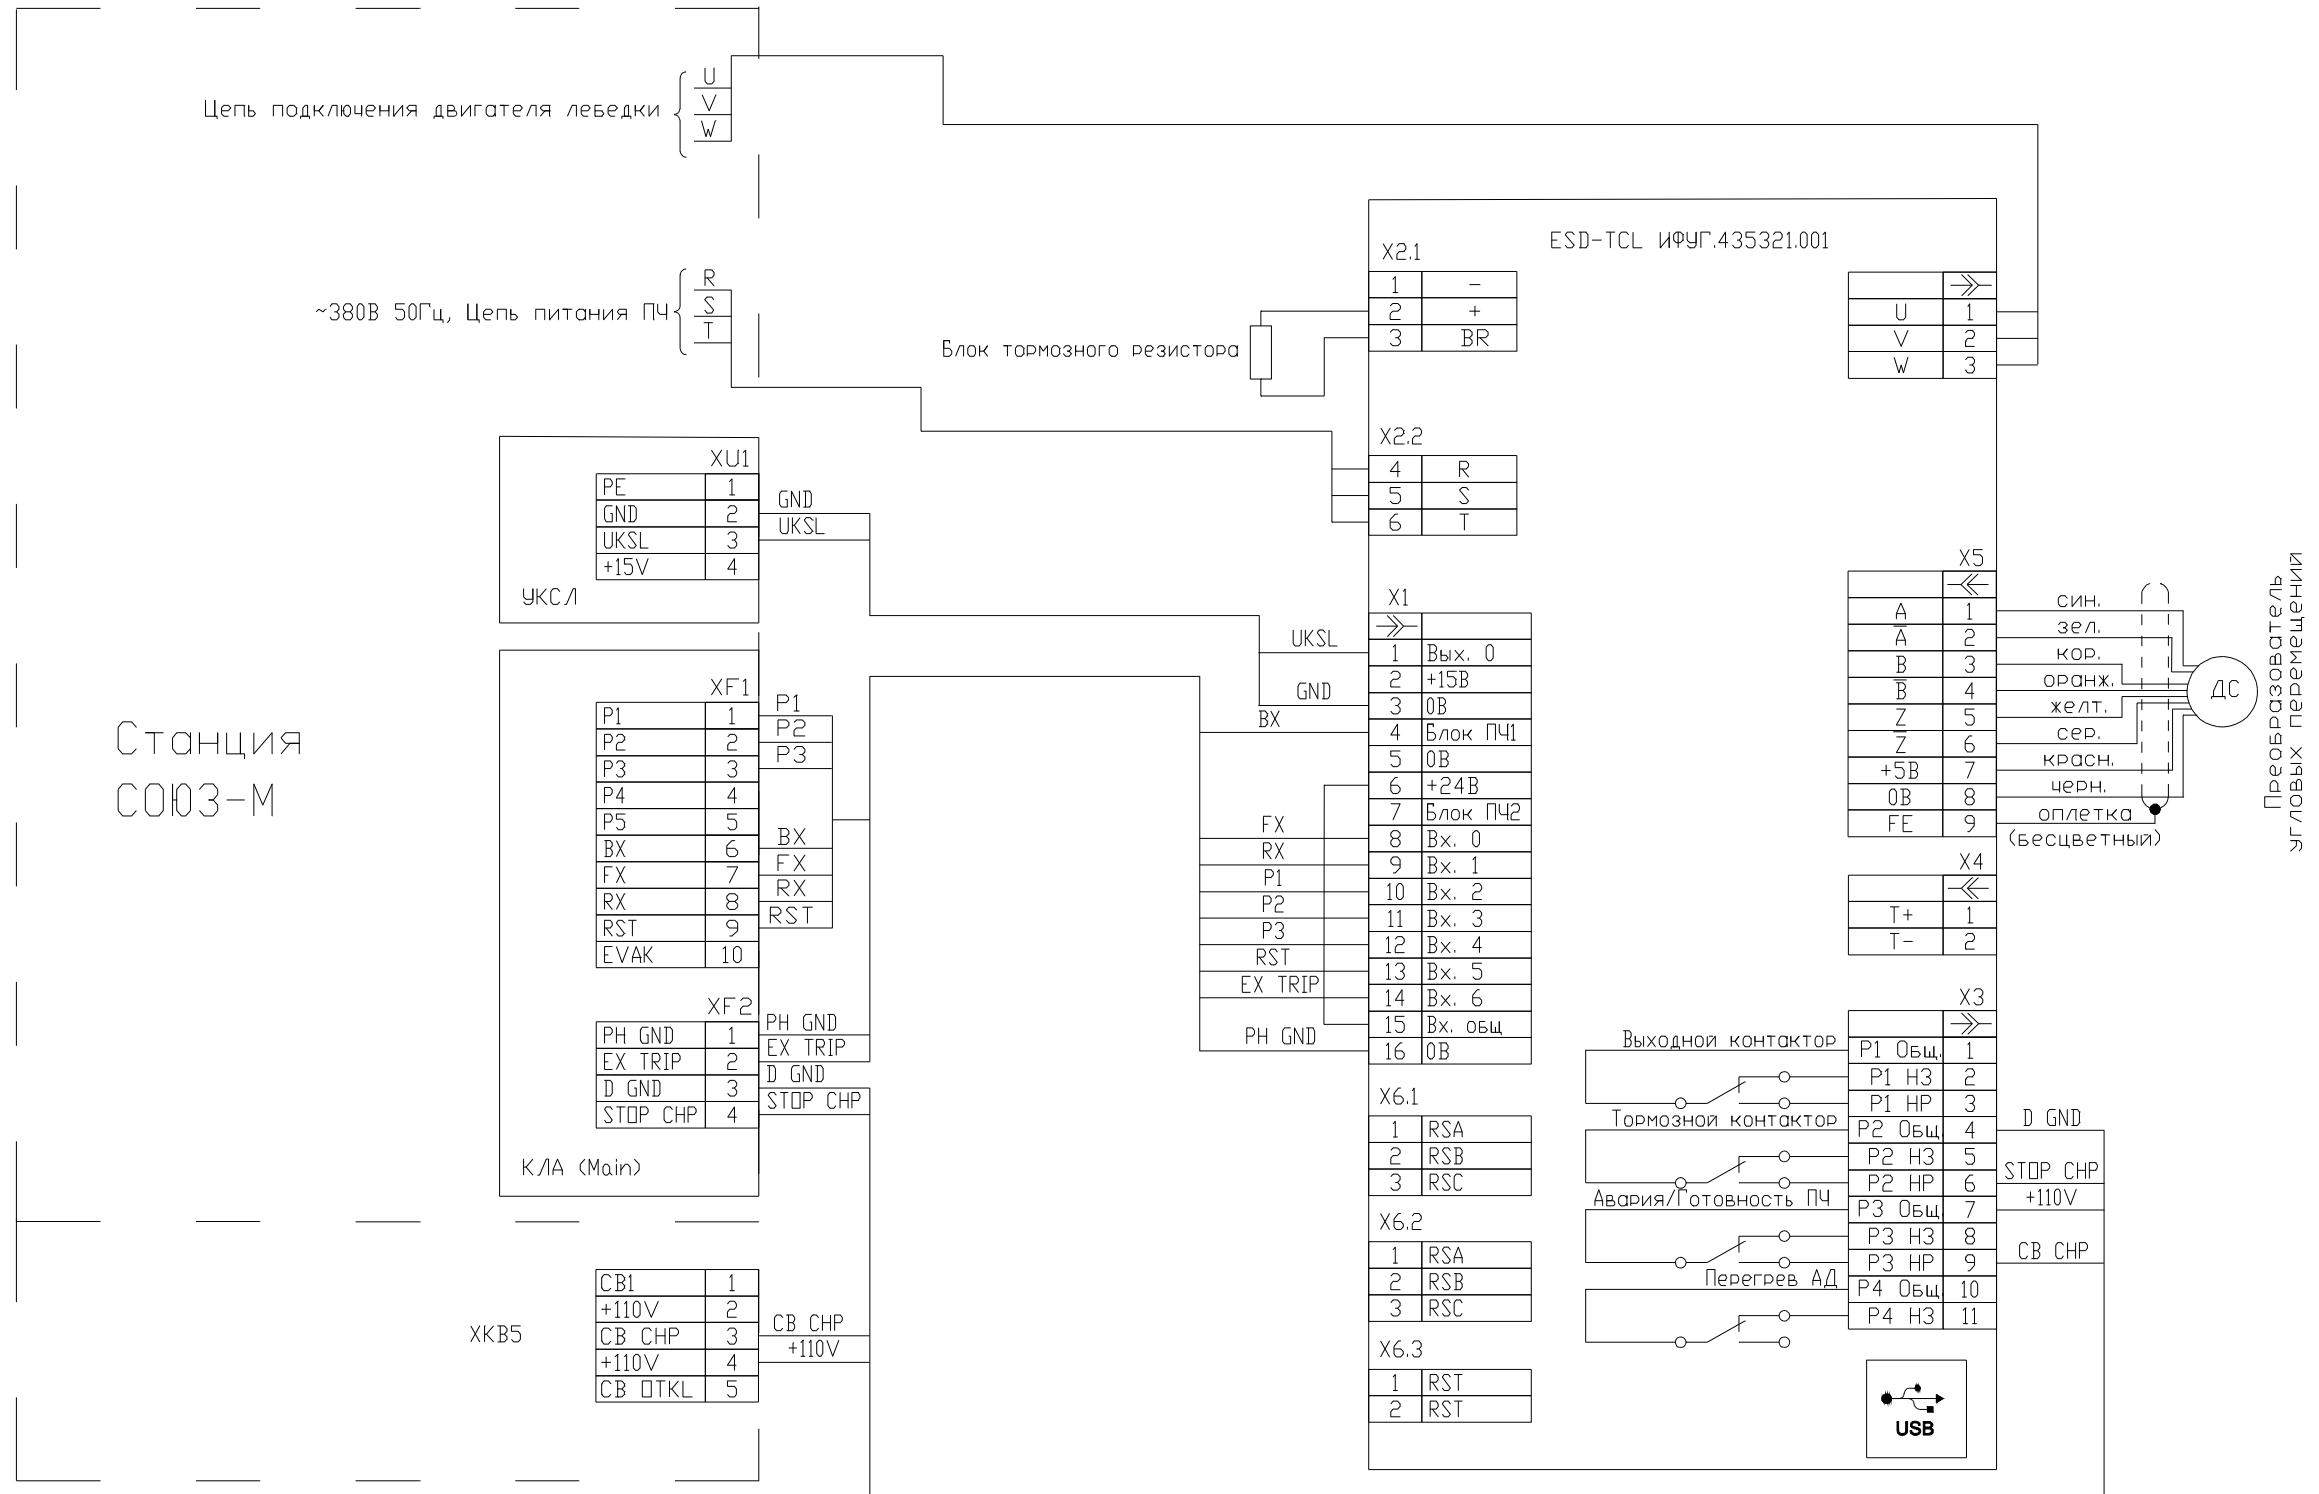 U
V
W
Цепь подключения двигателя лебедки
R
S
T
~380В 50Гц, Цепь питания ПЧ
Станция
СОЮЗ-М
XU1
PE 1
GND 2
UKSL 3
+15V 4
УКСЛ
GND
UKSL
XF1
P1 1
P2 2
P3 3
P4 4
P5 5
BX 6
FX 7
RX 8
RST 9
EVAK 10
P1
P2
P3
BX
FX
RX
RST
XF2
PH GND 1
EX TRIP 2
D GND 3
STOP CHP 4
PH GND
EX TRIP
D GND
STOP CHP
КЛА (Main)
XKB5
CB1 1
+110V 2
CB CHP 3
+110V 4
CB OTKL 5
CB CHP
+110V
ESD-TCL ИФУГ.435321.001
X2.1
1 -
2 +
3 BR
Блок тормозного резистора
X2.2
4 R
5 S
6 T
X1
1 Вых. 0
2 +15В
3 0В
4 Блок ПЧ1
5 0В
6 +24В
7 Блок ПЧ2
8 Вх. 0
9 Вх. 1
10 Вх. 2
11 Вх. 3
12 Вх. 4
13 Вх. 5
14 Вх. 6
15 Вх. общ
16 0В
UKSL
GND
BX
FX
RX
P1
P2
P3
RST
EX TRIP
PH GND
X6.1
1 RSA
2 RSB
3 RSC
X6.2
1 RSA
2 RSB
3 RSC
X6.3
1 RST
2 RST
U 1
V 2
W 3
X5
A 1
A̅ 2
B 3
B̅ 4
Z 5
Z̅ 6
+5В 7
0В 8
FE 9
син.
зел.
кор.
оранж.
желт.
сер.
красн.
черн.
оплетка
(бесцветный)
ДС
Преобразователь
угловых перемещений
X4
T+ 1
T- 2
X3
Р1 Общ. 1
Р1 НЗ 2
Р1 НР 3
Р2 Общ 4
Р2 НЗ 5
Р2 НР 6
Р3 Общ 7
Р3 НЗ 8
Р3 НР 9
Р4 Общ 10
Р4 НЗ 11
Выходной контактор
Тормозной контактор
Авария/Готовность ПЧ
Перегрев АД
D GND
STOP CHP
+110V
CB CHP
USB